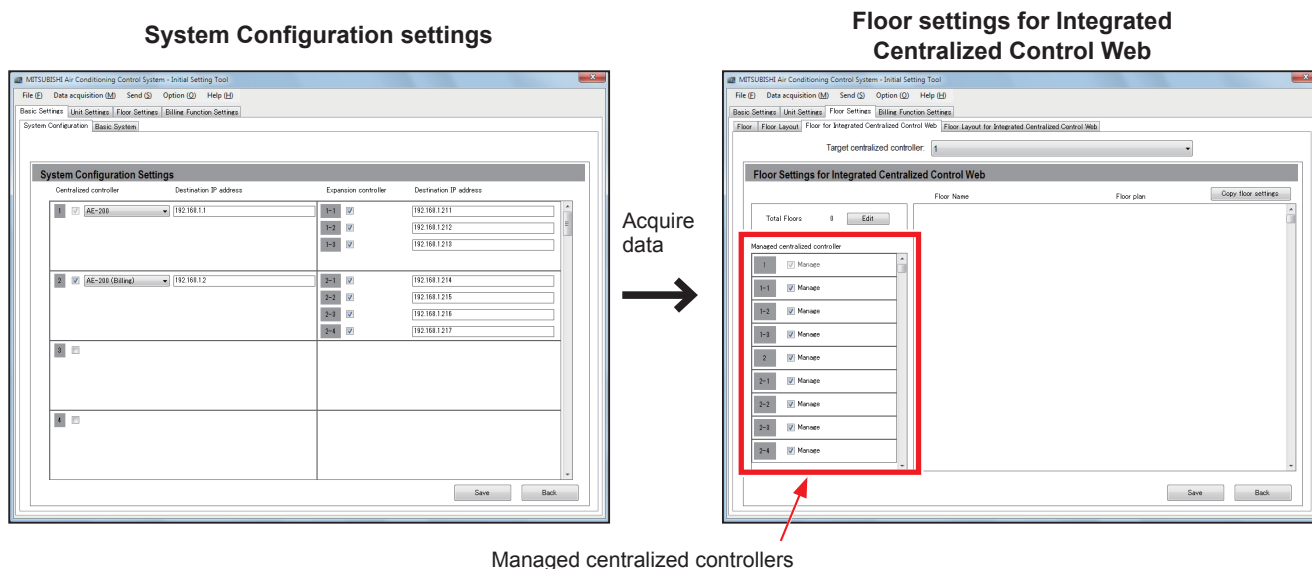 System Configuration settings
Floor settings for Integrated
Centralized Control Web
MITSUBISHI Air Conditioning Control System - Initial Setting Tool
File (F) Data acquisition (M) Send (S) Option (O) Help (H)
Basic Settings Unit Settings Floor Settings Billing Function Settings
System Configuration Basic System
System Configuration Settings
Centralized controller Destination IP address Expansion controller Destination IP address
1 AE-200 192.168.1.1 1-1 192.168.1.211
1-2 192.168.1.212
1-3 192.168.1.213
2 AE-200 (Billing) 192.168.1.2 2-1 192.168.1.214
2-2 192.168.1.215
2-3 192.168.1.216
2-4 192.168.1.217
3
4
Save Back
Acquire
data
MITSUBISHI Air Conditioning Control System - Initial Setting Tool
File (F) Data acquisition (M) Send (S) Option (O) Help (H)
Basic Settings Unit Settings Floor Settings Billing Function Settings
Floor Floor Layout Floor for Integrated Centralized Control Web Floor Layout for Integrated Centralized Control Web
Target centralized controller: 1
Floor Settings for Integrated Centralized Control Web
Floor Name Floor plan Copy floor settings
Total Floors 0 Edit
Managed centralized controller
1 Manage
1-1 Manage
1-2 Manage
1-3 Manage
2 Manage
2-1 Manage
2-2 Manage
2-3 Manage
2-4 Manage
Save Back
Managed centralized controllers